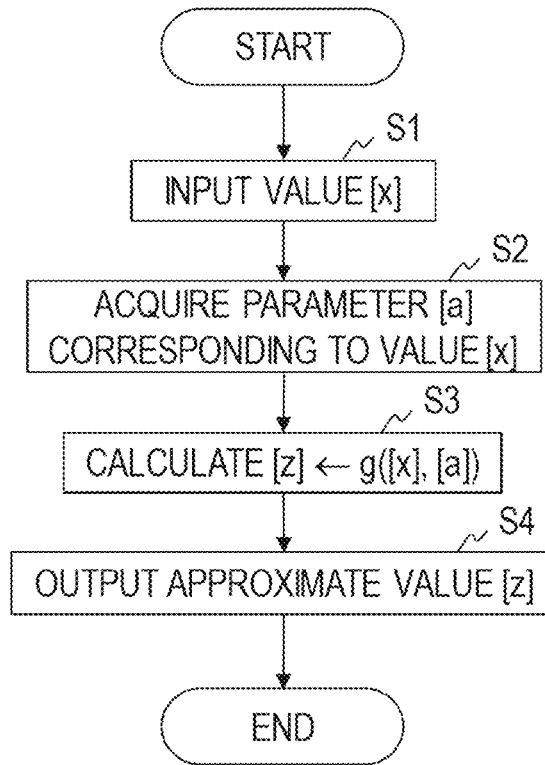 START
S1
INPUT VALUE [x]
S2
ACQUIRE PARAMETER [a]
CORRESPONDING TO VALUE [x]
S3
CALCULATE [z] ← g([x], [a])
S4
OUTPUT APPROXIMATE VALUE [z]
END